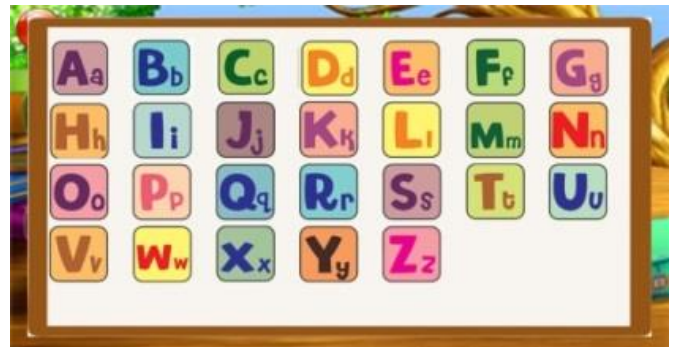 Aa Bb Cc Dd Ee Ff Gg
Hh Ii Jj Kk Ll Mm Nn
Oo Pp Qq Rr Ss Tt Uu
Vv Ww Xx Yy Zz